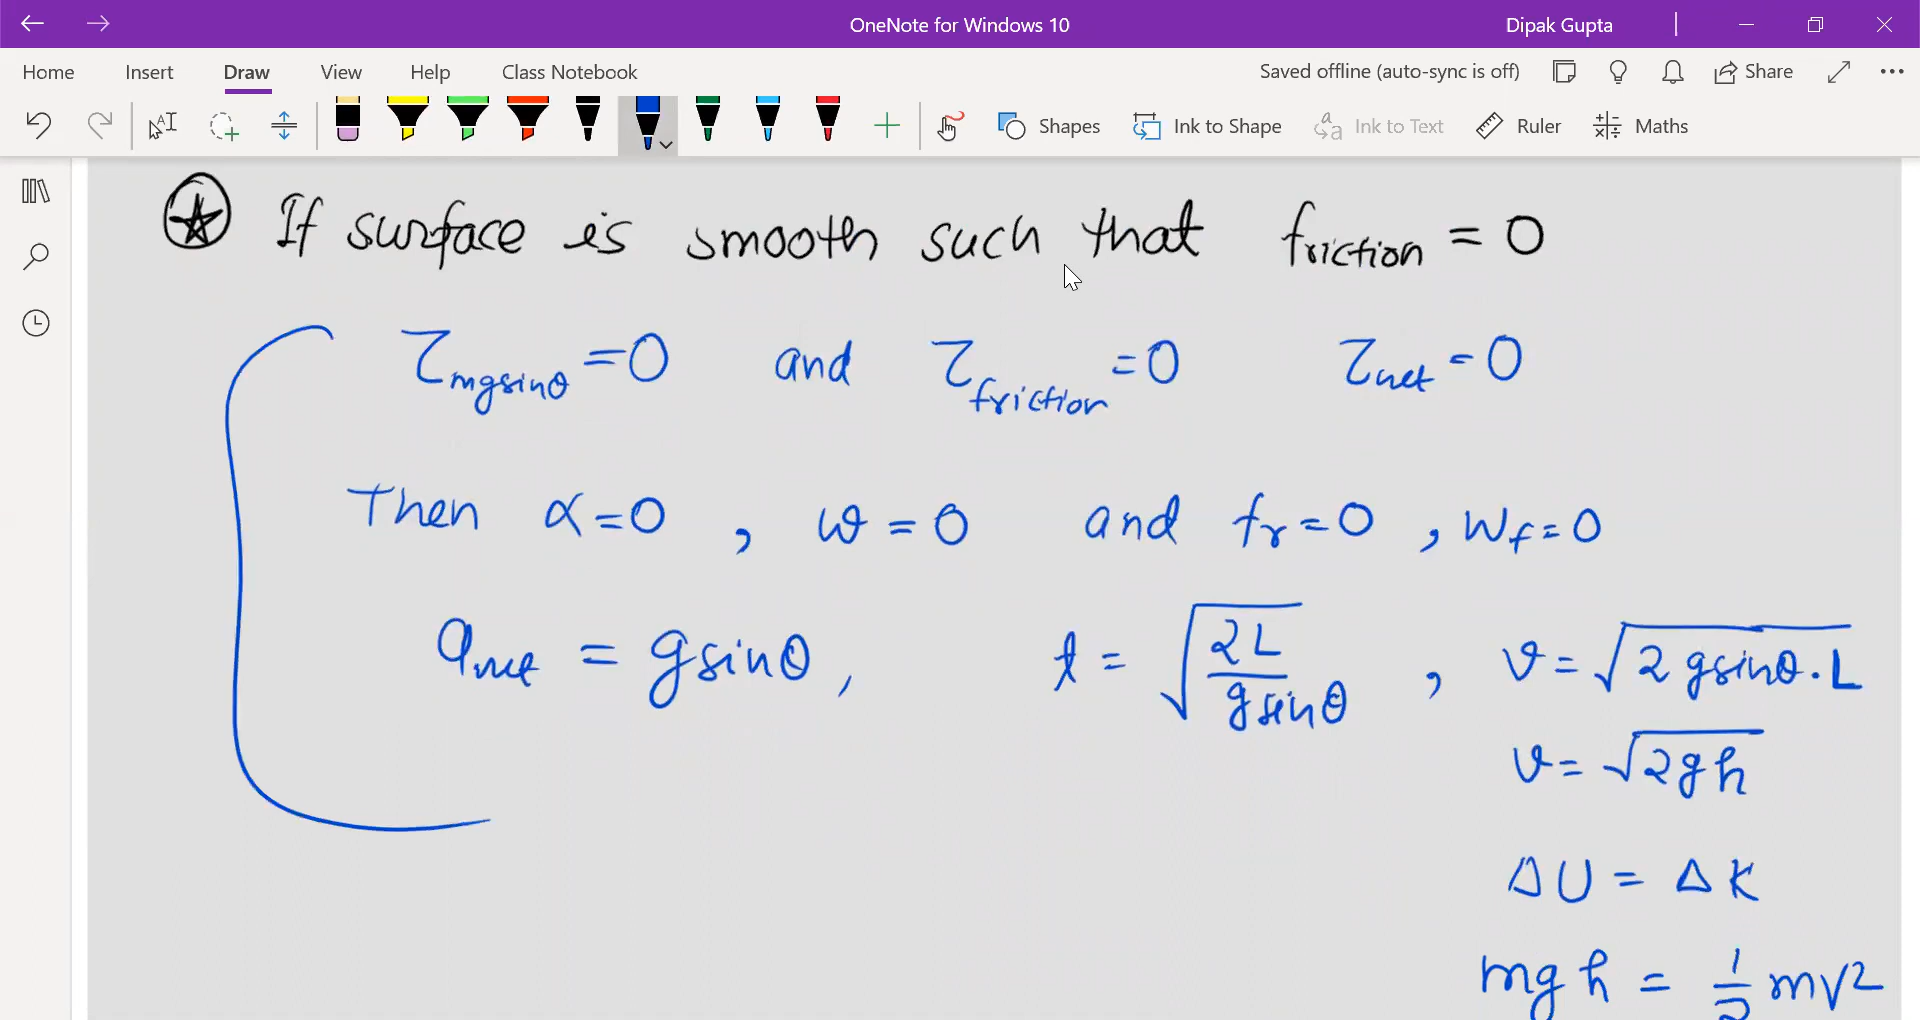 OneNote for Windows 10
Dipak Gupta
Home Insert Draw View Help Class Notebook
Saved offline (auto-sync is off) Share
Shapes Ink to Shape Ink to Text Ruler Maths
If surface is smooth such that friction = 0
τmgsinθ = 0 and τfriction = 0 τnet = 0
Then α = 0 , ω = 0 and fr = 0 , Wf = 0
anet = gsinθ , t = √(2L/gsinθ) , v = √(2gsinθ.L)
v = √(2gh)
ΔU = ΔK
mgh = 1/2 mv2